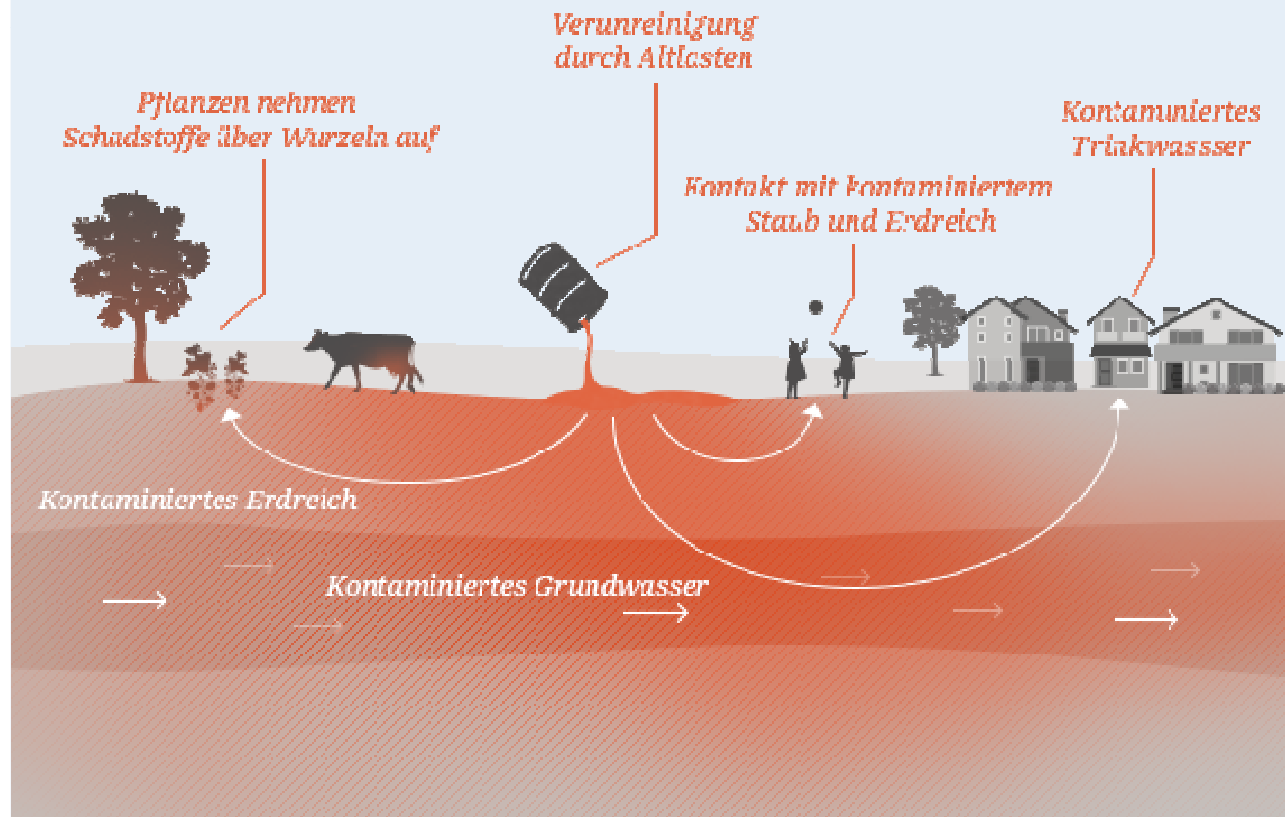 Verunreinigung
durch Altlasten
Pflanzen nehmen
Schadstoffe über Wurzeln auf
Kontaminiertes
Trinkwassser
Kontakt mit kontaminiertem
Staub und Erdreich
Kontaminiertes Erdreich
Kontaminiertes Grundwasser